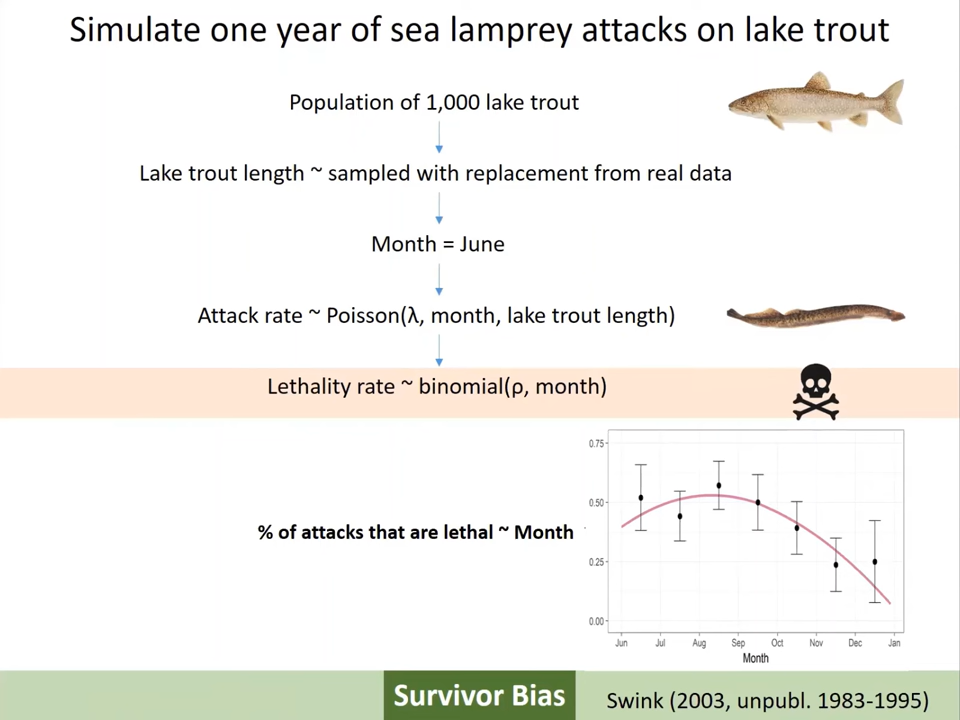 Simulate one year of sea lamprey attacks on lake trout
Population of 1,000 lake trout
Lake trout length ~ sampled with replacement from real data
Month = June
Attack rate ~ Poisson(λ, month, lake trout length)
Lethality rate ~ binomial(ρ, month)
% of attacks that are lethal ~ Month
0.75
0.50
0.25
0.00
Jun Jul Aug Sep Oct Nov Dec Jan
Month
Survivor Bias
Swink (2003, unpubl. 1983-1995)